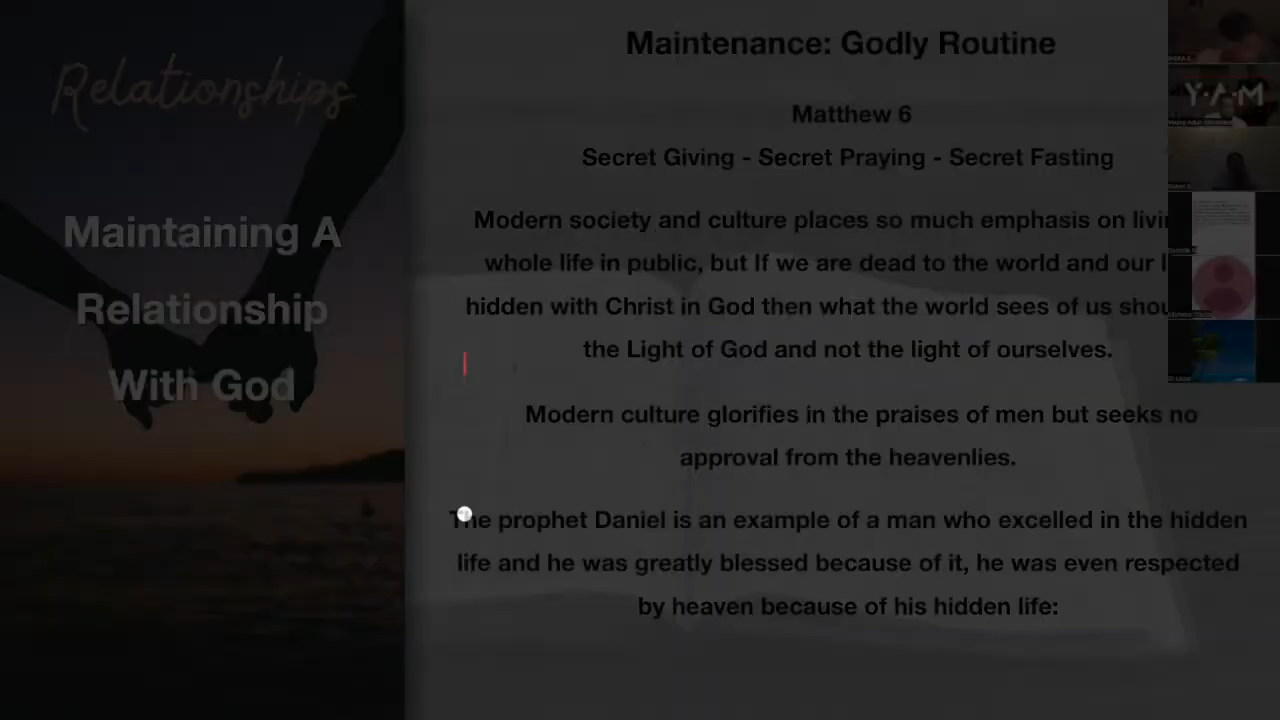 Relationships
Maintaining A
Relationship
With God
Maintenance: Godly Routine
Matthew 6
Secret Giving - Secret Praying - Secret Fasting
Modern society and culture places so much emphasis on
whole life in public, but If we are dead to the world and our
hidden with Christ in God then what the world sees of us
the Light of God and not the light of ourselves.
Modern culture glorifies in the praises of men but seeks no
approval from the heavenlies.
The prophet Daniel is an example of a man who excelled in the hidden
life and he was greatly blessed because of it, he was even respected
by heaven because of his hidden life:
Y·A·M